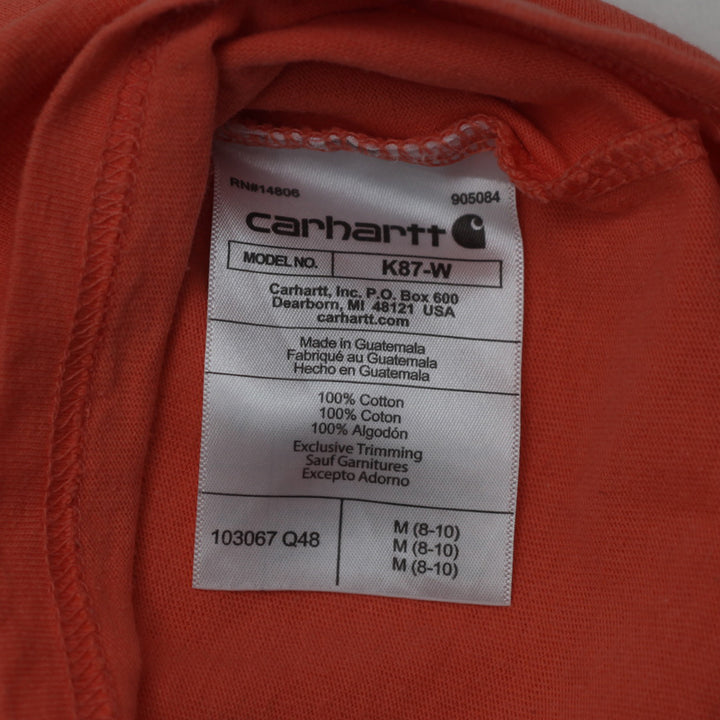 RN#14806 905084
carhartt
MODEL NO. K87-W
Carhartt, Inc. P.O. Box 600
Dearborn, MI 48121 USA
carhartt.com
Made in Guatemala
Fabriqué au Guatemala
Hecho en Guatemala
100% Cotton
100% Coton
100% Algodón
Exclusive Trimming
Sauf Garnitures
Excepto Adorno
103067 Q48
M (8-10)
M (8-10)
M (8-10)